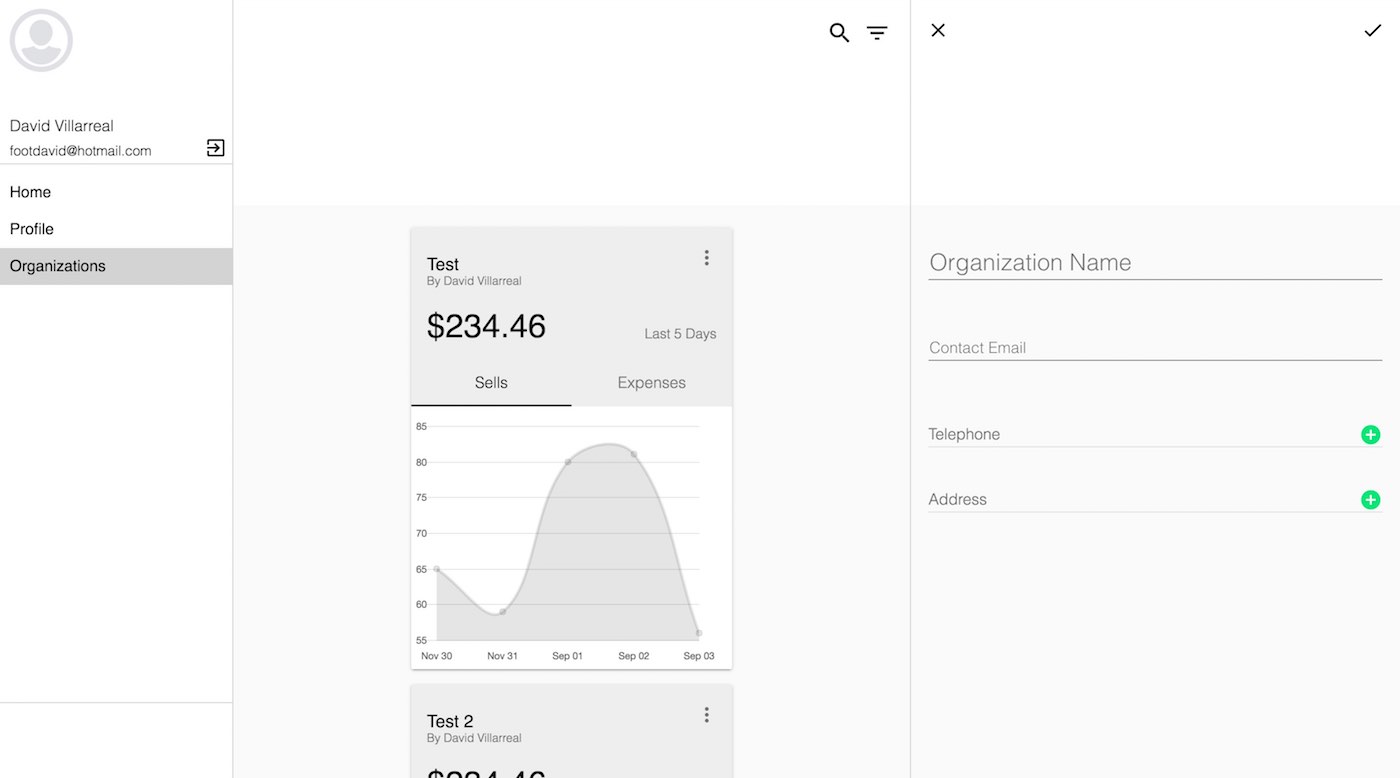 David Villarreal
footdavid@hotmail.com
Home
Profile
Organizations
Test
By David Villarreal
$234.46
Last 5 Days
Sells
Expenses
85
80
75
70
65
60
55
Nov 30
Nov 31
Sep 01
Sep 02
Sep 03
Test 2
By David Villarreal
$234.46
Organization Name
Contact Email
Telephone
Address